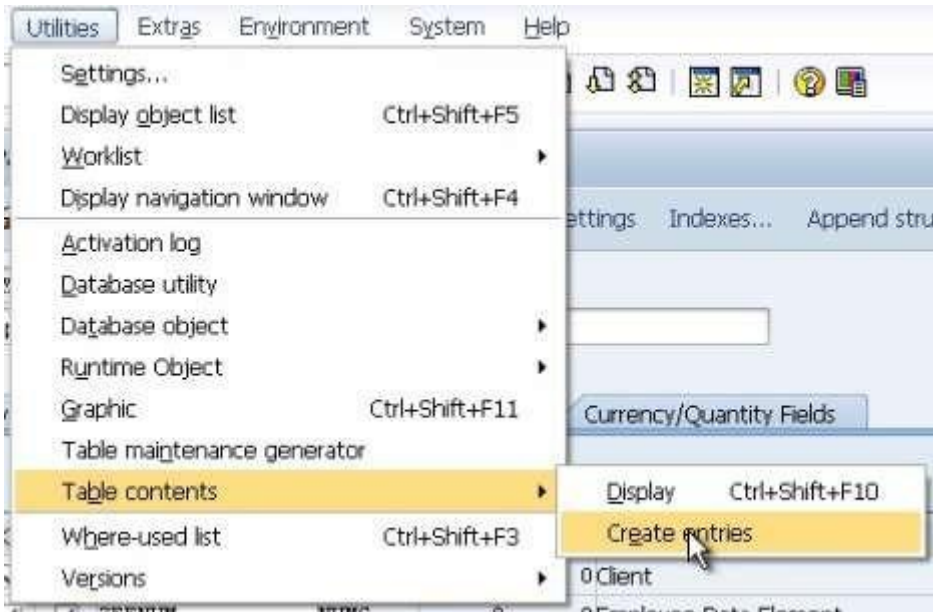 Utilities Extras Environment System Help
Settings...
Display object list Ctrl+Shift+F5
Worklist
Display navigation window Ctrl+Shift+F4
ettings Indexes... Append stru
Activation log
Database utility
Database object
Runtime Object
Graphic Ctrl+Shift+F11
Currency/Quantity Fields
Table maintenance generator
Table contents
Display Ctrl+Shift+F10
Create entries
Where-used list Ctrl+Shift+F3
Versions
0 Client